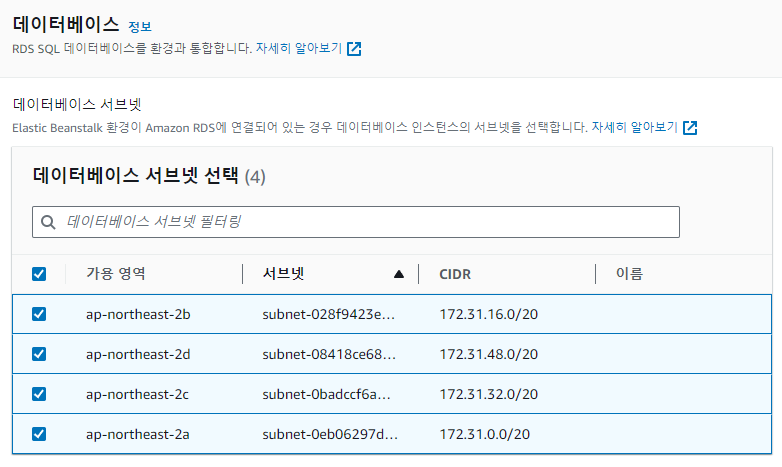 데이터베이스 정보
RDS SQL 데이터베이스를 환경과 통합합니다. 자세히 알아보기
데이터베이스 서브넷
Elastic Beanstalk 환경이 Amazon RDS에 연결되어 있는 경우 데이터베이스 인스턴스의 서브넷을 선택합니다. 자세히 알아보기
데이터베이스 서브넷 선택 (4)
데이터베이스 서브넷 필터링
가용 영역 서브넷 CIDR 이름
ap-northeast-2b subnet-028f9423e... 172.31.16.0/20
ap-northeast-2d subnet-08418ce68... 172.31.48.0/20
ap-northeast-2c subnet-0badccf6a... 172.31.32.0/20
ap-northeast-2a subnet-0eb06297d... 172.31.0.0/20